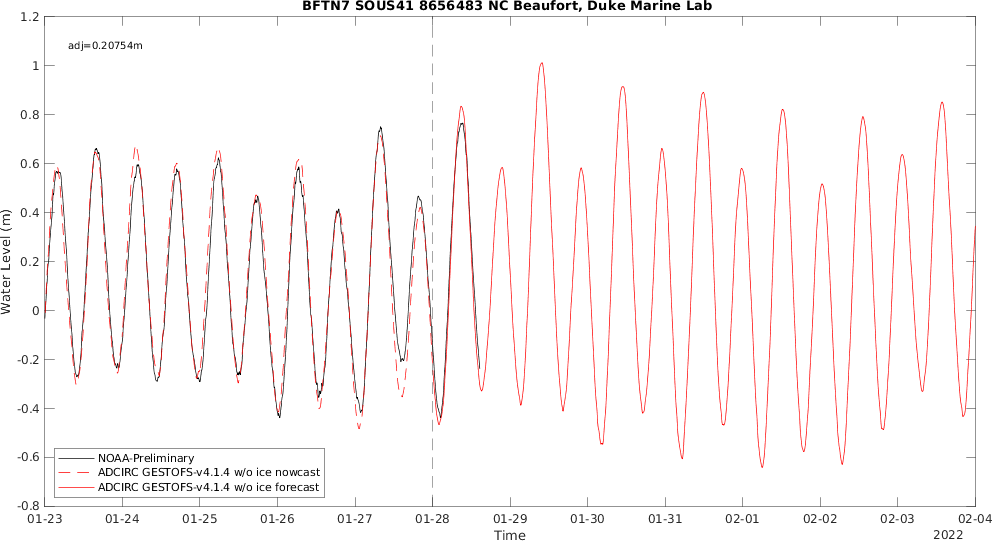 BFTN7 SOUS41 8656483 NC Beaufort, Duke Marine Lab
adj=0.20754m
1.2
1
0.8
0.6
0.4
0.2
0
-0.2
-0.4
-0.6
-0.8
Water Level (m)
NOAA-Preliminary
ADCIRC GESTOFS-v4.1.4 w/o ice nowcast
ADCIRC GESTOFS-v4.1.4 w/o ice forecast
01-23 01-24 01-25 01-26 01-27 01-28 01-29 01-30 01-31 02-01 02-02 02-03 02-04
Time
2022